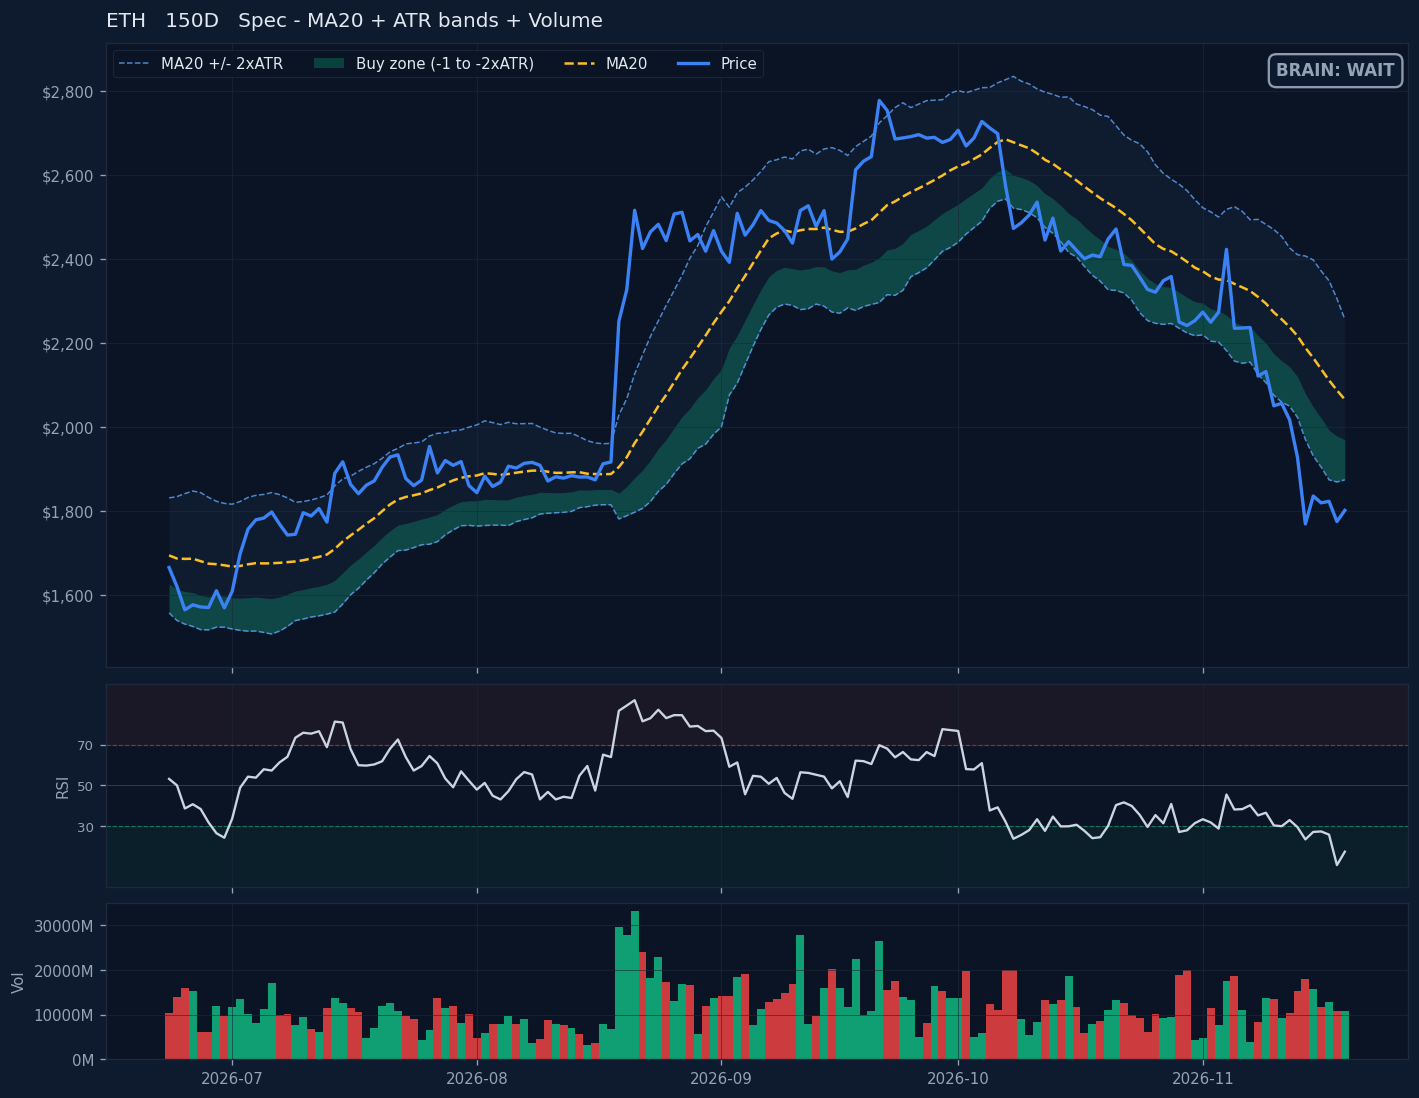 ETH   150D   Spec - MA20 + ATR bands + Volume
MA20 +/- 2xATR
Buy zone (-1 to -2xATR)
MA20
Price
BRAIN: WAIT
$2,800
$2,600
$2,400
$2,200
$2,000
$1,800
$1,600
70
50
30
RSI
30000M
20000M
10000M
0M
Vol
2026-07
2026-08
2026-09
2026-10
2026-11